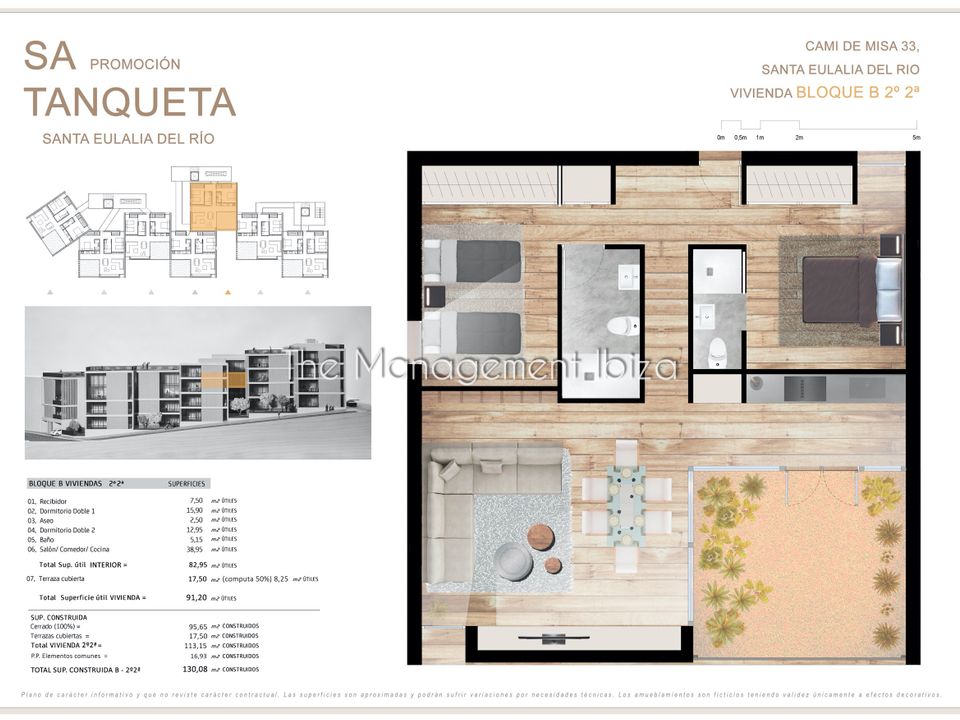 SA PROMOCIÓN
TANQUETA
SANTA EULALIA DEL RÍO
CAMI DE MISA 33,
SANTA EULALIA DEL RIO
VIVIENDA BLOQUE B 2º 2ª
0m 0,5m 1m 2m 5m
The Management Ibiza
BLOQUE B VIVIENDAS 2º2ª SUPERFICIES
01, Recibidor 7,50 m2 ÚTILES
02, Dormitorio Doble 1 15,90 m2 ÚTILES
03, Aseo 2,50 m2 ÚTILES
04, Dormitorio Doble 2 12,95 m2 ÚTILES
05, Baño 5,15 m2 ÚTILES
06, Salón/ Comedor/ Cocina 38,95 m2 ÚTILES
Total Sup. útil INTERIOR = 82,95 m2 ÚTILES
07, Terraza cubierta 17,50 m2 (computa 50%) 8,25 m2 ÚTILES
Total Superficie útil VIVIENDA = 91,20 m2 ÚTILES
SUP. CONSTRUIDA
Cerrado (100%) = 95,65 m2 CONSTRUIDOS
Terrazas cubiertas = 17,50 m2 CONSTRUIDOS
Total VIVIENDA 2º2ª = 113,15 m2 CONSTRUIDOS
P.P. Elementos comunes = 16,93 m2 CONSTRUIDOS
TOTAL SUP. CONSTRUIDA B - 2º2ª 130,08 m2 CONSTRUIDOS
Plano de carácter informativo y que no reviste carácter contractual. Las superficies son aproximadas y podrán sufrir variaciones por necesidades técnicas. Los amueblamientos son ficticios teniendo validez únicamente a efectos decorativos.